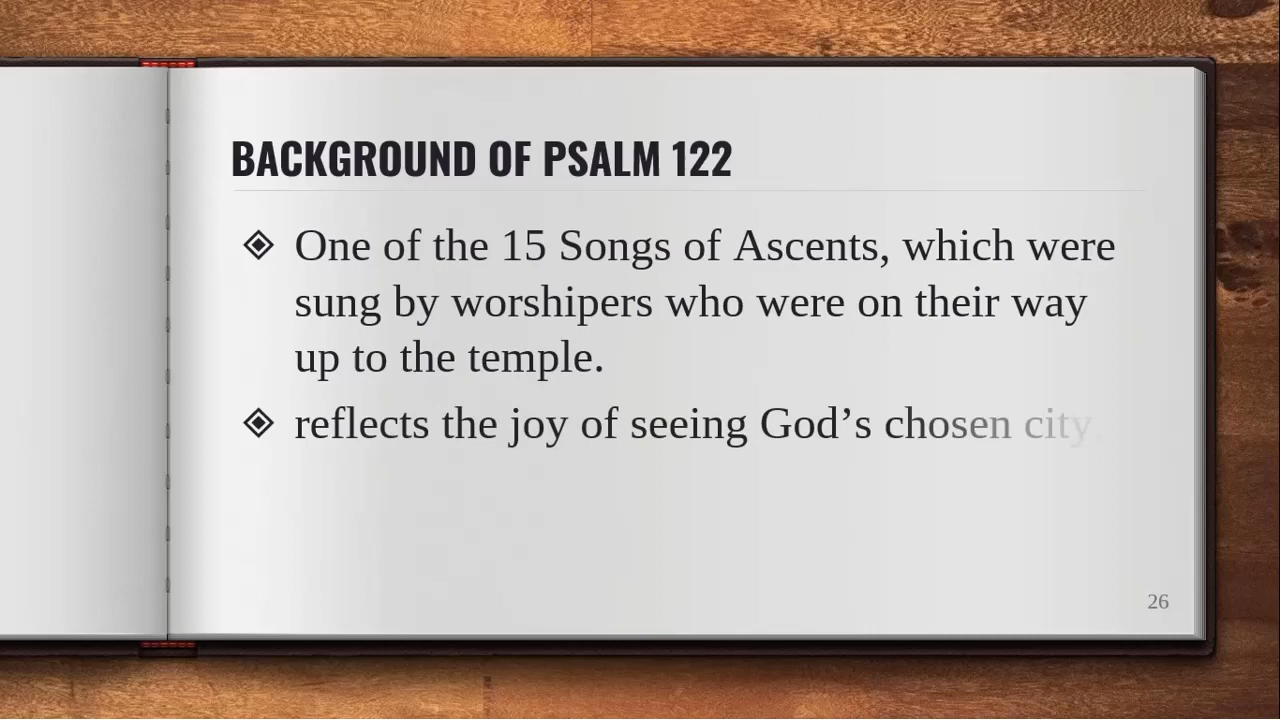 BACKGROUND OF PSALM 122
One of the 15 Songs of Ascents, which were
sung by worshipers who were on their way
up to the temple.
reflects the joy of seeing God’s chosen city.
26